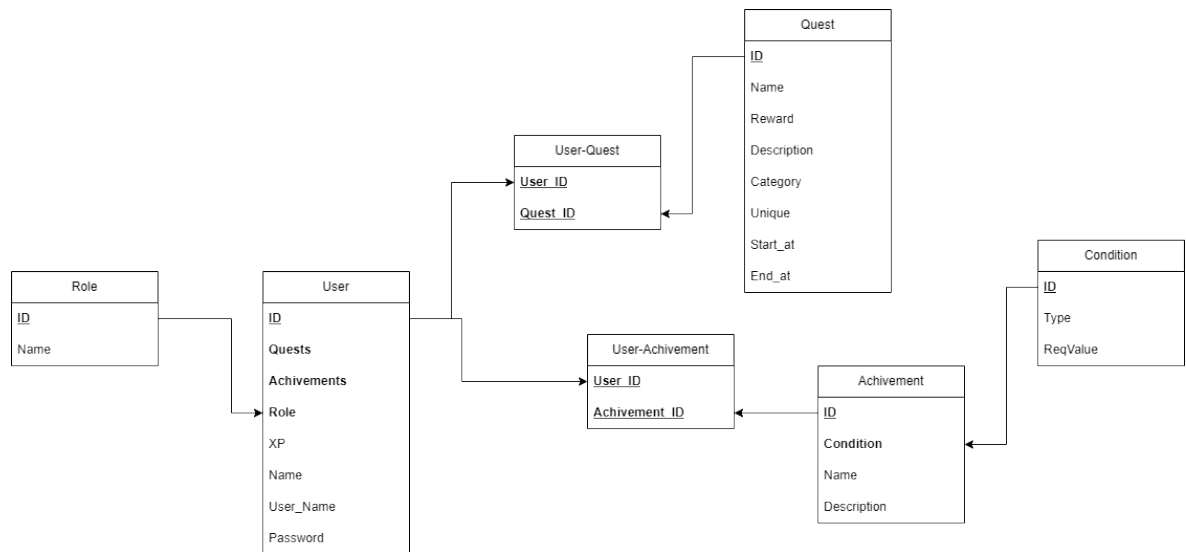 Quest
ID
Name
Reward
Description
Category
Unique
Start_at
End_at
User-Quest
User_ID
Quest_ID
Condition
ID
Type
ReqValue
Role
ID
Name
User
ID
Quests
Achivements
Role
XP
Name
User_Name
Password
User-Achivement
User_ID
Achivement_ID
Achivement
ID
Condition
Name
Description